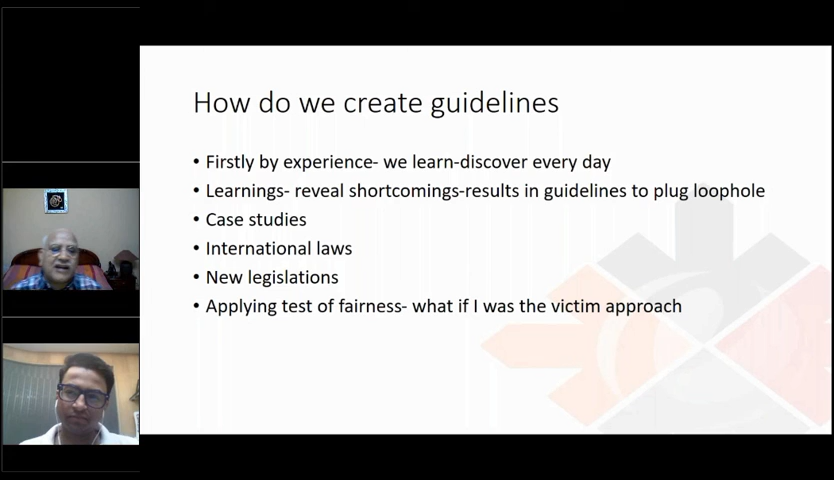 How do we create guidelines
• Firstly by experience- we learn-discover every day
• Learnings- reveal shortcomings-results in guidelines to plug loophole
• Case studies
• International laws
• New legislations
• Applying test of fairness- what if I was the victim approach